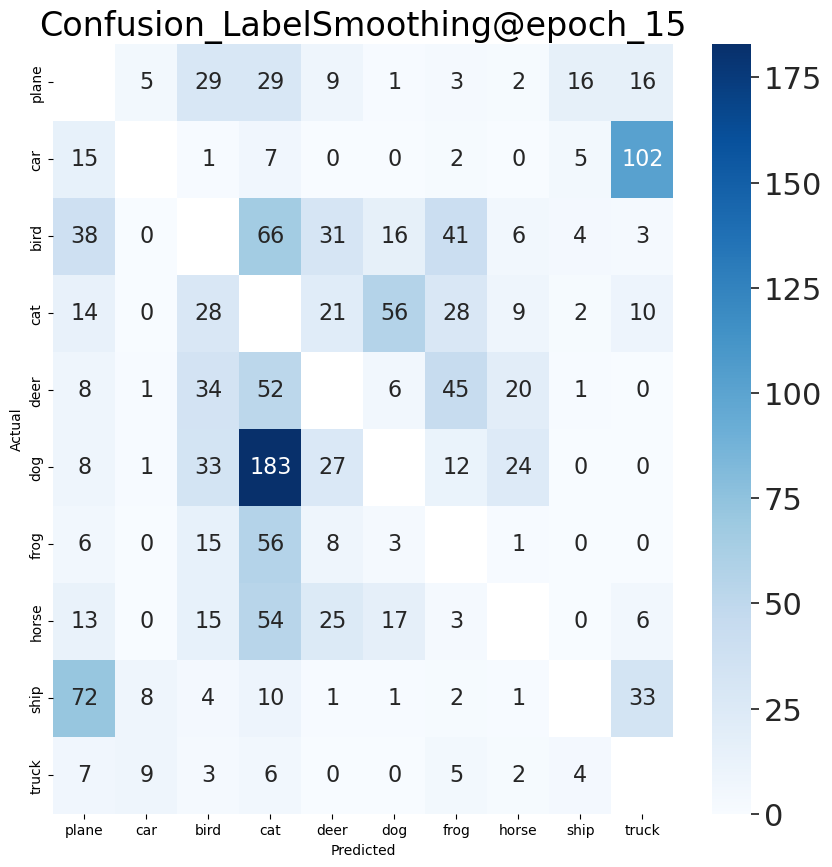 Confusion_LabelSmoothing@epoch_15
plane 5 29 29 9 1 3 2 16 16
car 15 1 7 0 0 2 0 5 102
bird 38 0 66 31 16 41 6 4 3
cat 14 0 28 21 56 28 9 2 10
deer 8 1 34 52 6 45 20 1 0
dog 8 1 33 183 27 12 24 0 0
frog 6 0 15 56 8 3 1 0 0
horse 13 0 15 54 25 17 3 0 6
ship 72 8 4 10 1 1 2 1 33
truck 7 9 3 6 0 0 5 2 4
Actual
plane car bird cat deer dog frog horse ship truck
Predicted
175
150
125
100
75
50
25
0